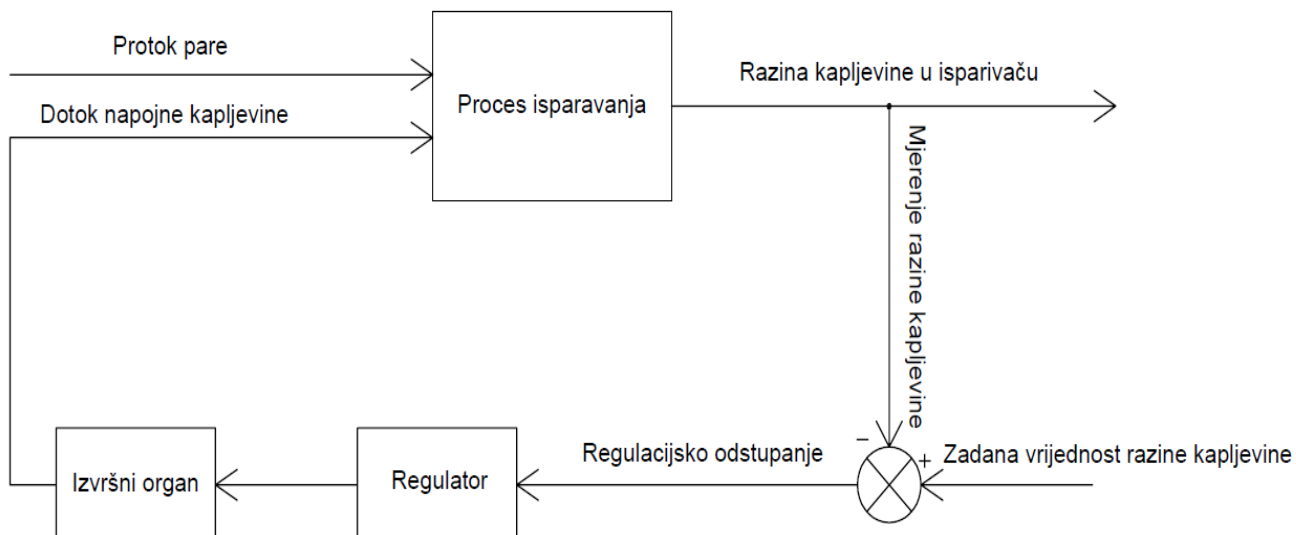 Protok pare
Dotok napojne kapljevine
Proces isparavanja
Razina kapljevine u isparivaču
Mjerenje razine kapljevine
−
+
Zadana vrijednost razine kapljevine
Regulacijsko odstupanje
Regulator
Izvršni organ